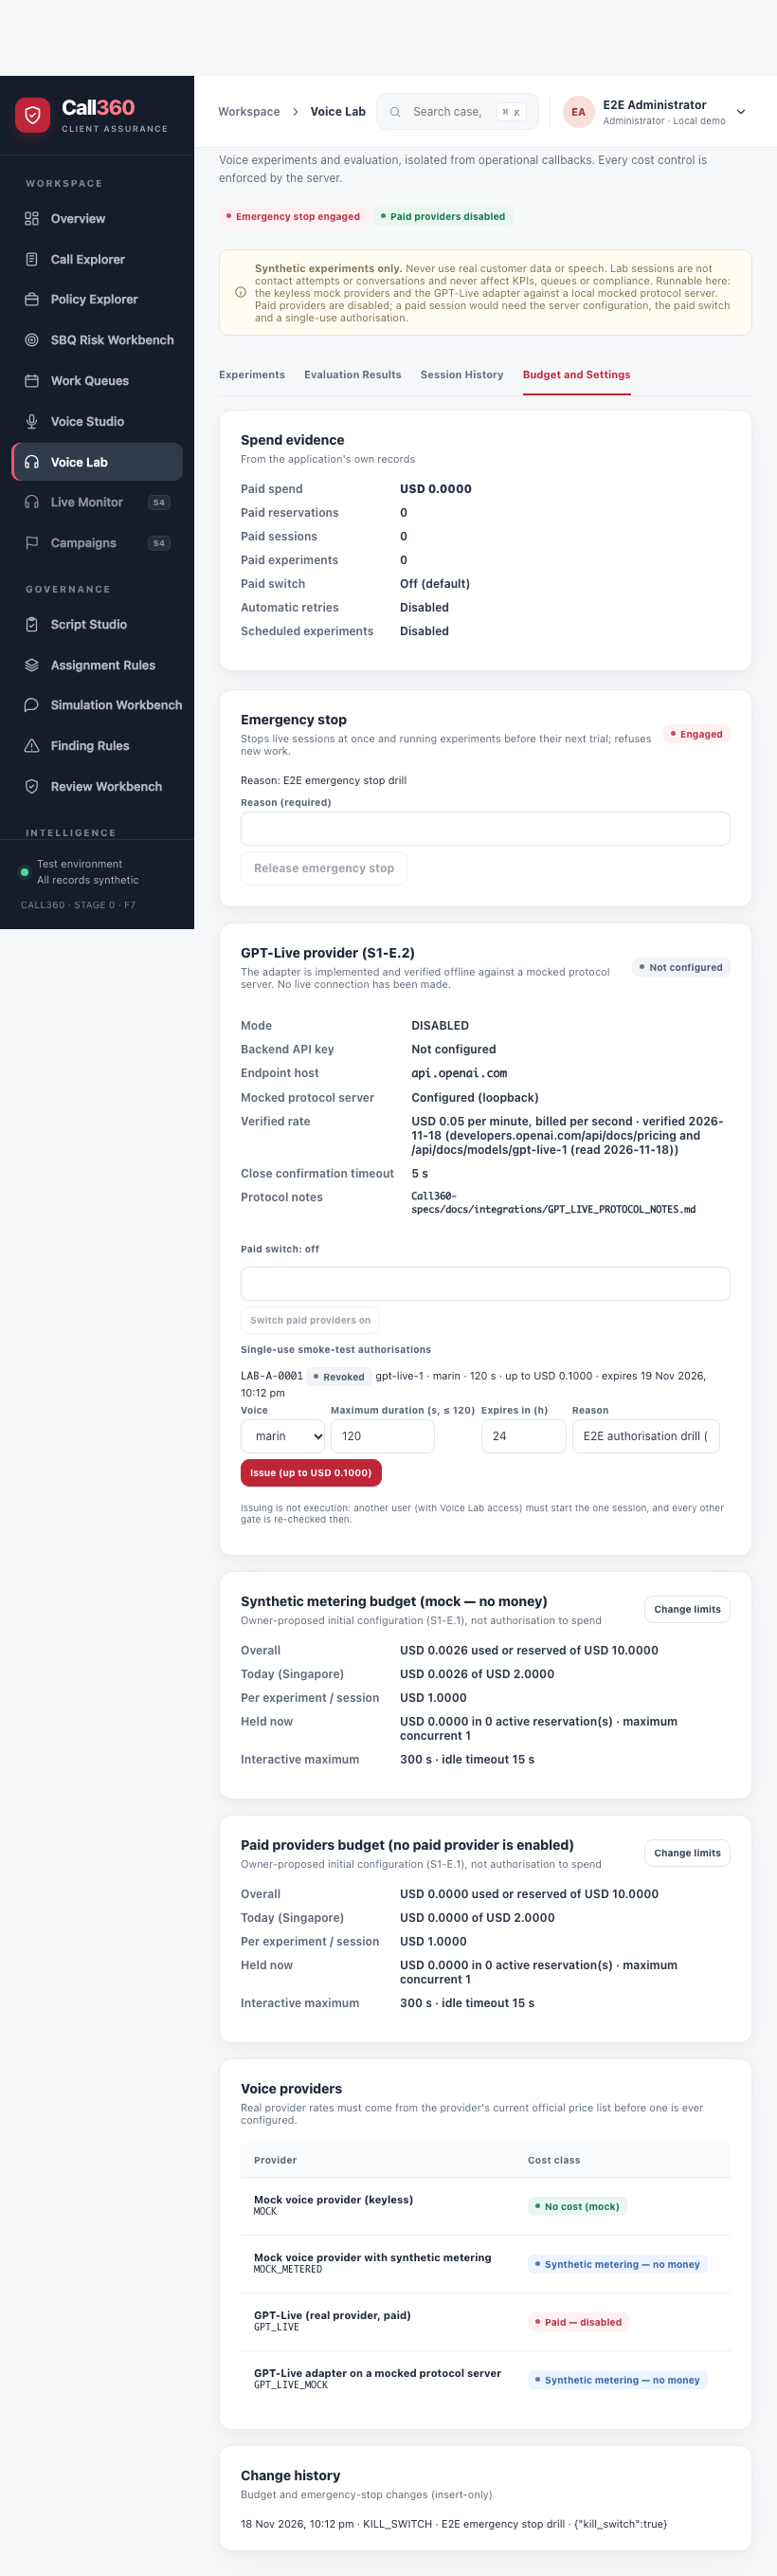 Call360
CLIENT ASSURANCE
WORKSPACE
Overview
Call Explorer
Policy Explorer
SBQ Risk Workbench
Work Queues
Voice Studio
Voice Lab
Live Monitor S4
Campaigns S4
GOVERNANCE
Script Studio
Assignment Rules
Simulation Workbench
Finding Rules
Review Workbench
INTELLIGENCE
Test environment
All records synthetic
CALL360 · STAGE 0 · F7
Workspace > Voice Lab
Search case,
⌘ K
EA
E2E Administrator
Administrator · Local demo
Voice experiments and evaluation, isolated from operational callbacks. Every cost control is
enforced by the server.
Emergency stop engaged
Paid providers disabled
Synthetic experiments only. Never use real customer data or speech. Lab sessions are not
contact attempts or conversations and never affect KPIs, queues or compliance. Runnable here:
the keyless mock providers and the GPT-Live adapter against a local mocked protocol server.
Paid providers are disabled; a paid session would need the server configuration, the paid switch
and a single-use authorisation.
Experiments Evaluation Results Session History Budget and Settings
Spend evidence
From the application's own records
Paid spend USD 0.0000
Paid reservations 0
Paid sessions 0
Paid experiments 0
Paid switch Off (default)
Automatic retries Disabled
Scheduled experiments Disabled
Emergency stop
Stops live sessions at once and running experiments before their next trial; refuses
new work.
Engaged
Reason: E2E emergency stop drill
Reason (required)
Release emergency stop
GPT-Live provider (S1-E.2)
The adapter is implemented and verified offline against a mocked protocol
server. No live connection has been made.
Not configured
Mode DISABLED
Backend API key Not configured
Endpoint host api.openai.com
Mocked protocol server Configured (loopback)
Verified rate USD 0.05 per minute, billed per second · verified 2026-
11-18 (developers.openai.com/api/docs/pricing and
/api/docs/models/gpt-live-1 (read 2026-11-18))
Close confirmation timeout 5 s
Protocol notes Call360-
specs/docs/integrations/GPT_LIVE_PROTOCOL_NOTES.md
Paid switch: off
Switch paid providers on
Single-use smoke-test authorisations
LAB-A-0001 Revoked gpt-live-1 · marin · 120 s · up to USD 0.1000 · expires 19 Nov 2026,
10:12 pm
Voice Maximum duration (s, ≤ 120) Expires in (h) Reason
marin 120 24 E2E authorisation drill (
Issue (up to USD 0.1000)
Issuing is not execution: another user (with Voice Lab access) must start the one session, and every other
gate is re-checked then.
Synthetic metering budget (mock — no money)
Owner-proposed initial configuration (S1-E.1), not authorisation to spend
Change limits
Overall USD 0.0026 used or reserved of USD 10.0000
Today (Singapore) USD 0.0026 of USD 2.0000
Per experiment / session USD 1.0000
Held now USD 0.0000 in 0 active reservation(s) · maximum
concurrent 1
Interactive maximum 300 s · idle timeout 15 s
Paid providers budget (no paid provider is enabled)
Owner-proposed initial configuration (S1-E.1), not authorisation to spend
Change limits
Overall USD 0.0000 used or reserved of USD 10.0000
Today (Singapore) USD 0.0000 of USD 2.0000
Per experiment / session USD 1.0000
Held now USD 0.0000 in 0 active reservation(s) · maximum
concurrent 1
Interactive maximum 300 s · idle timeout 15 s
Voice providers
Real provider rates must come from the provider's current official price list before one is ever
configured.
Provider Cost class
Mock voice provider (keyless)
MOCK
No cost (mock)
Mock voice provider with synthetic metering
MOCK_METERED
Synthetic metering — no money
GPT-Live (real provider, paid)
GPT_LIVE
Paid — disabled
GPT-Live adapter on a mocked protocol server
GPT_LIVE_MOCK
Synthetic metering — no money
Change history
Budget and emergency-stop changes (insert-only)
18 Nov 2026, 10:12 pm · KILL_SWITCH · E2E emergency stop drill · {"kill_switch":true}